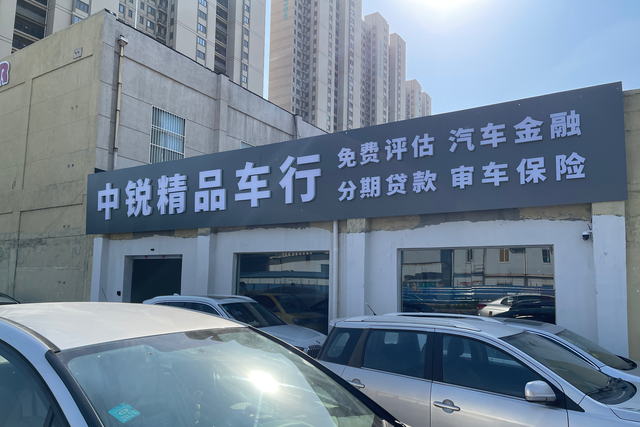 中锐精品车行
免费评估 汽车金融
分期贷款 审车保险